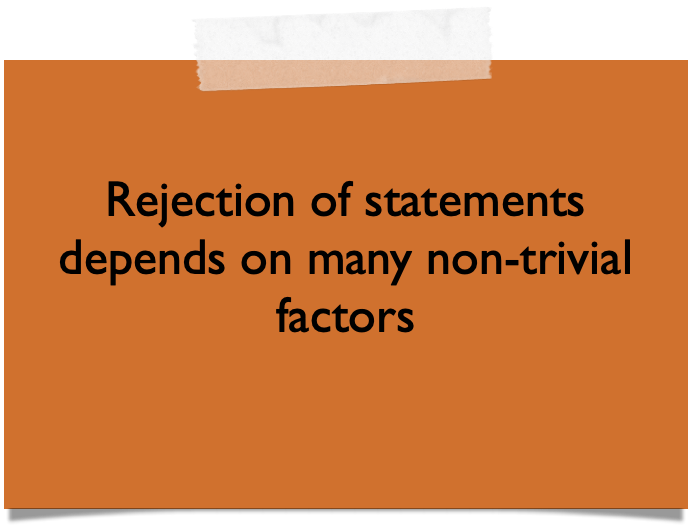 Rejection of statements
depends on many non-trivial
factors